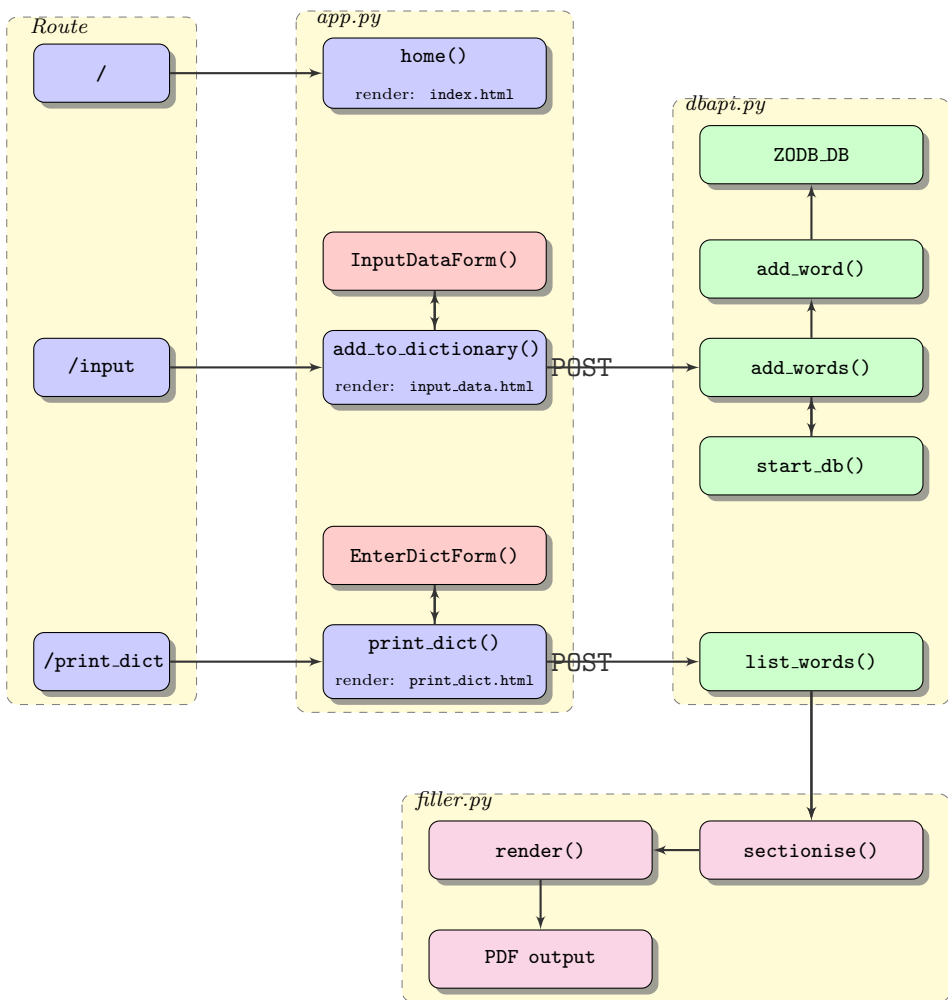 Route
/
/input
/print_dict
app.py
home()
render: index.html
InputDataForm()
add_to_dictionary()
render: input_data.html
POST
EnterDictForm()
print_dict()
render: print_dict.html
POST
dbapi.py
ZODB_DB
add_word()
add_words()
start_db()
list_words()
filler.py
render()
sectionise()
PDF output